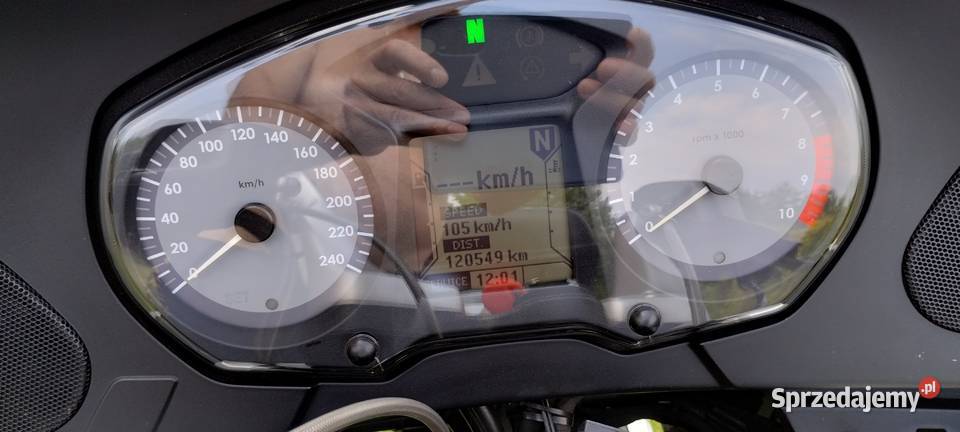 N
km/h
0
20
40
60
80
100
120
140
160
180
200
220
240
N
---km/h
SPEED
105 km/h
DIST.
120549 km
12:01
rpm x 1000
0
1
2
3
4
5
6
7
8
9
10
Sprzedajemy.pl